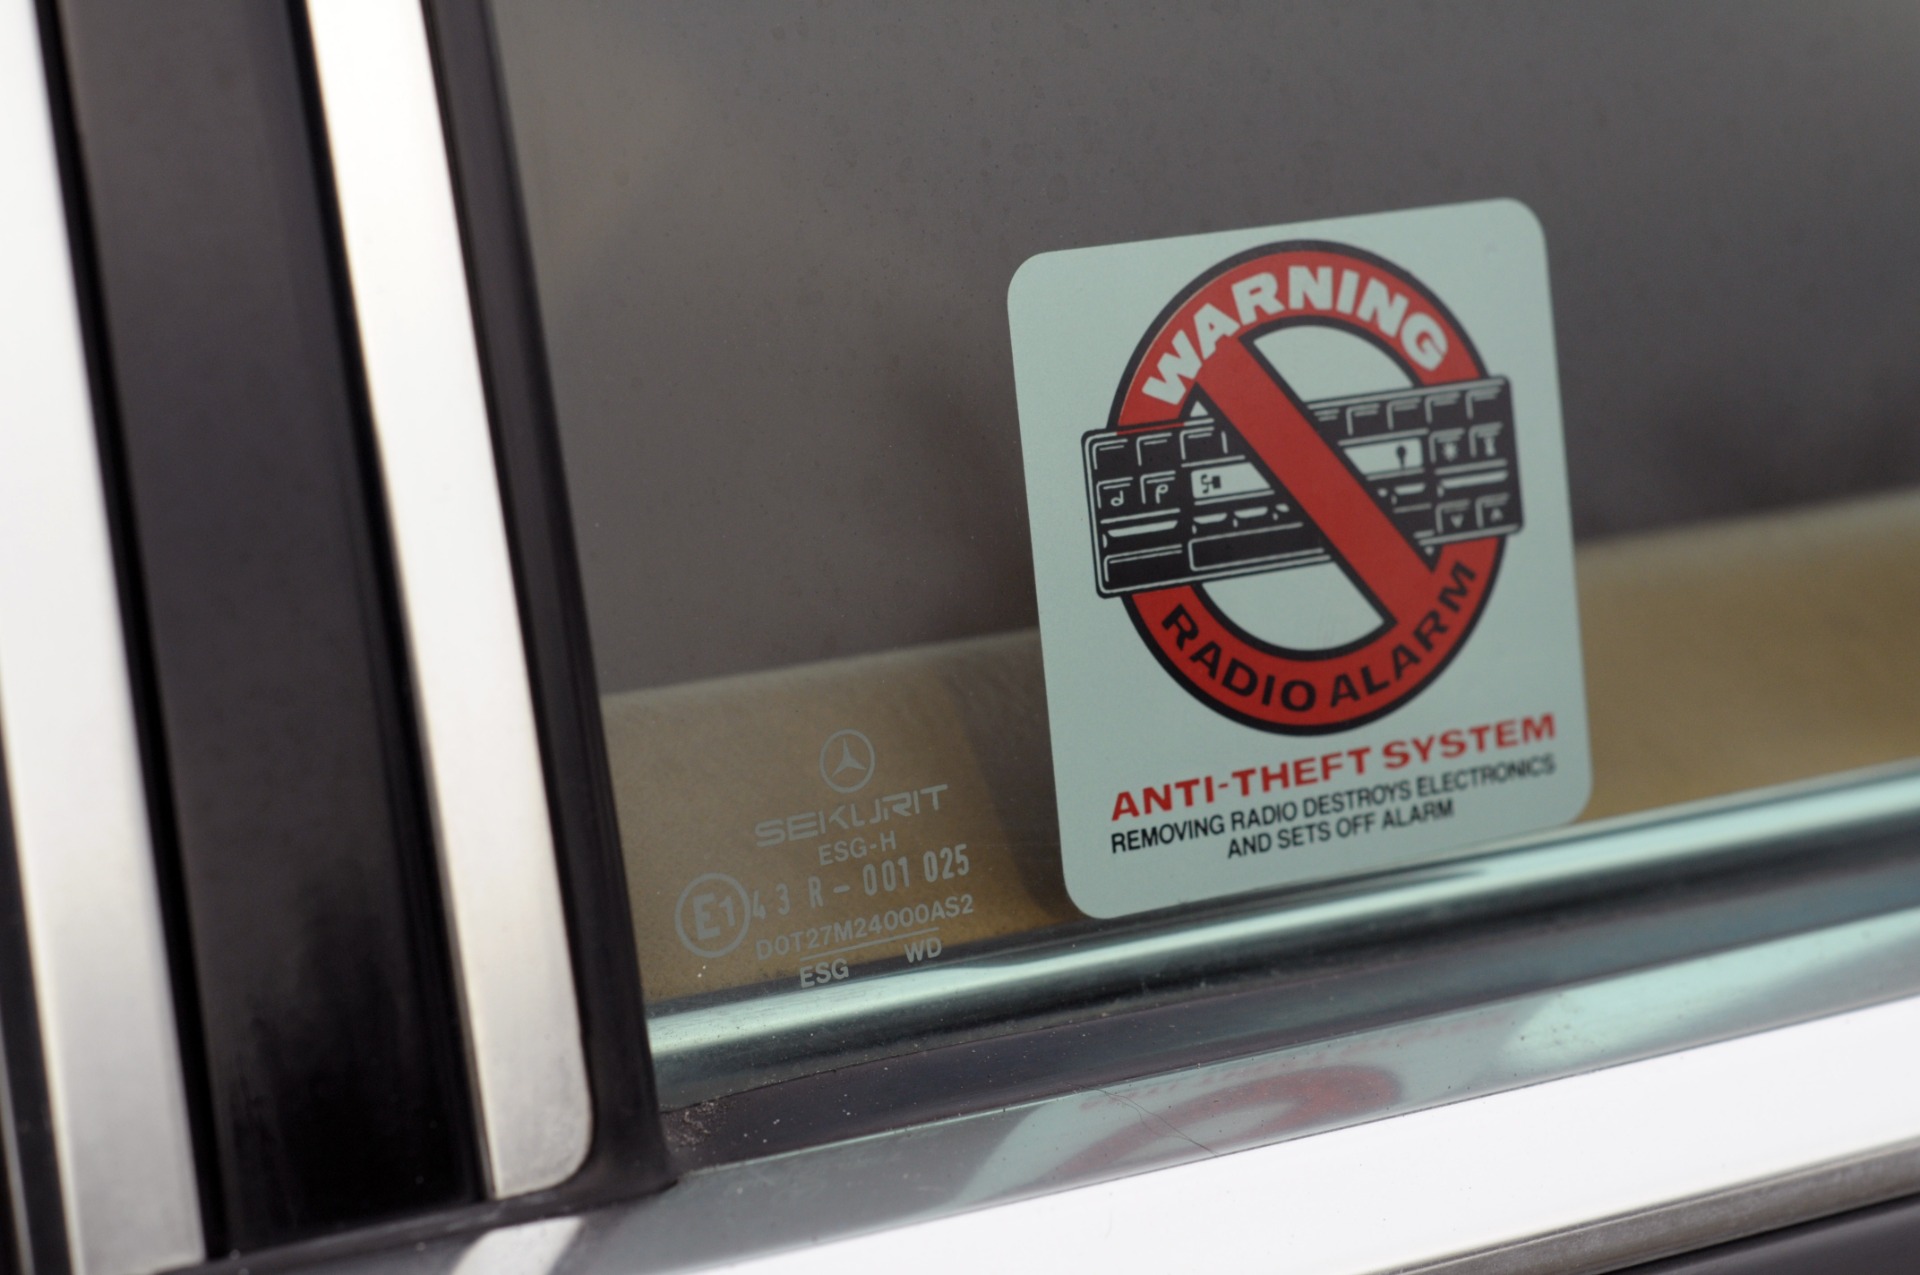 WARNING
RADIO ALARM
ANTI-THEFT SYSTEM
REMOVING RADIO DESTROYS ELECTRONICS
AND SETS OFF ALARM
SEKURIT
ESG-H
E1 43 R-001 025
DOT27M24000AS2
ESG WD